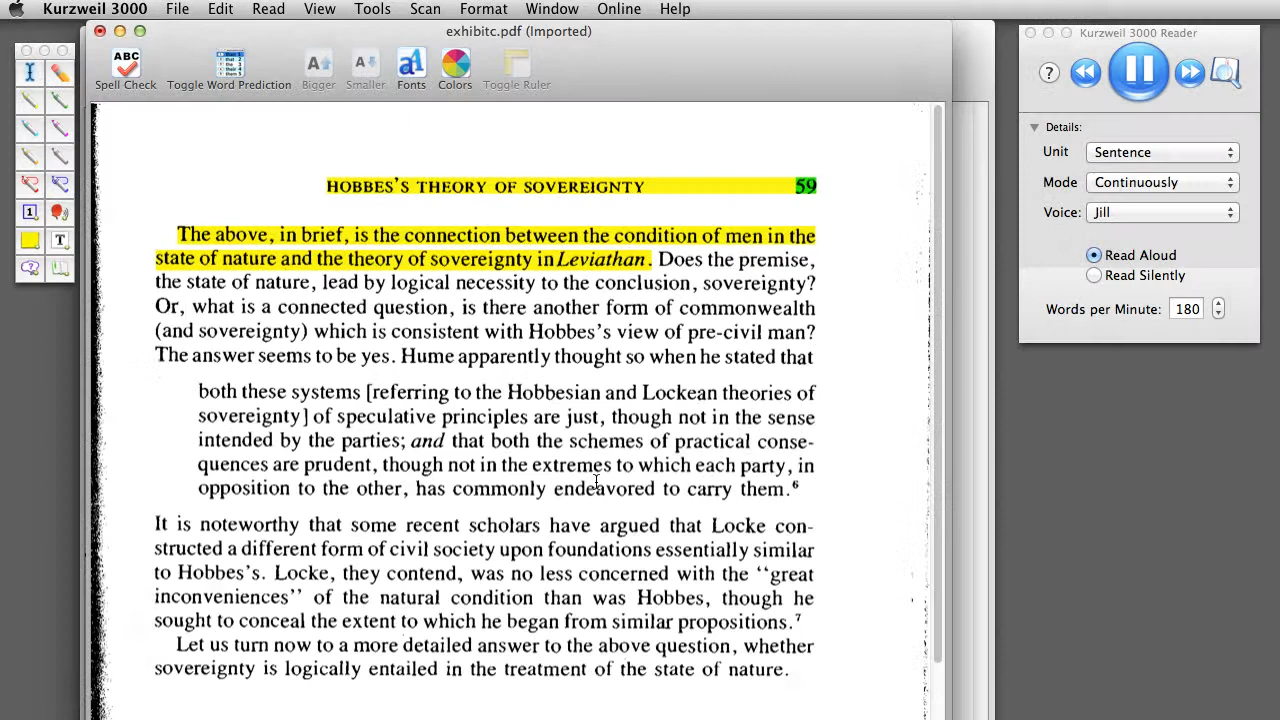 Kurzweil 3000 File Edit Read View Tools Scan Format Window Online Help
exhibitc.pdf (Imported)
Kurzweil 3000 Reader
ABC
Spell Check Toggle Word Prediction Bigger Smaller Fonts Colors Toggle Ruler
Details:
Unit Sentence
Mode Continuously
Voice: Jill
Read Aloud
Read Silently
Words per Minute: 180
HOBBES'S THEORY OF SOVEREIGNTY 59
The above, in brief, is the connection between the condition of men in the
state of nature and the theory of sovereignty in Leviathan. Does the premise,
the state of nature, lead by logical necessity to the conclusion, sovereignty?
Or, what is a connected question, is there another form of commonwealth
(and sovereignty) which is consistent with Hobbes's view of pre-civil man?
The answer seems to be yes. Hume apparently thought so when he stated that
both these systems [referring to the Hobbesian and Lockean theories of
sovereignty] of speculative principles are just, though not in the sense
intended by the parties; and that both the schemes of practical conse-
quences are prudent, though not in the extremes to which each party, in
opposition to the other, has commonly endeavored to carry them.⁶
It is noteworthy that some recent scholars have argued that Locke con-
structed a different form of civil society upon foundations essentially similar
to Hobbes's. Locke, they contend, was no less concerned with the "great
inconveniences" of the natural condition than was Hobbes, though he
sought to conceal the extent to which he began from similar propositions.⁷
Let us turn now to a more detailed answer to the above question, whether
sovereignty is logically entailed in the treatment of the state of nature.